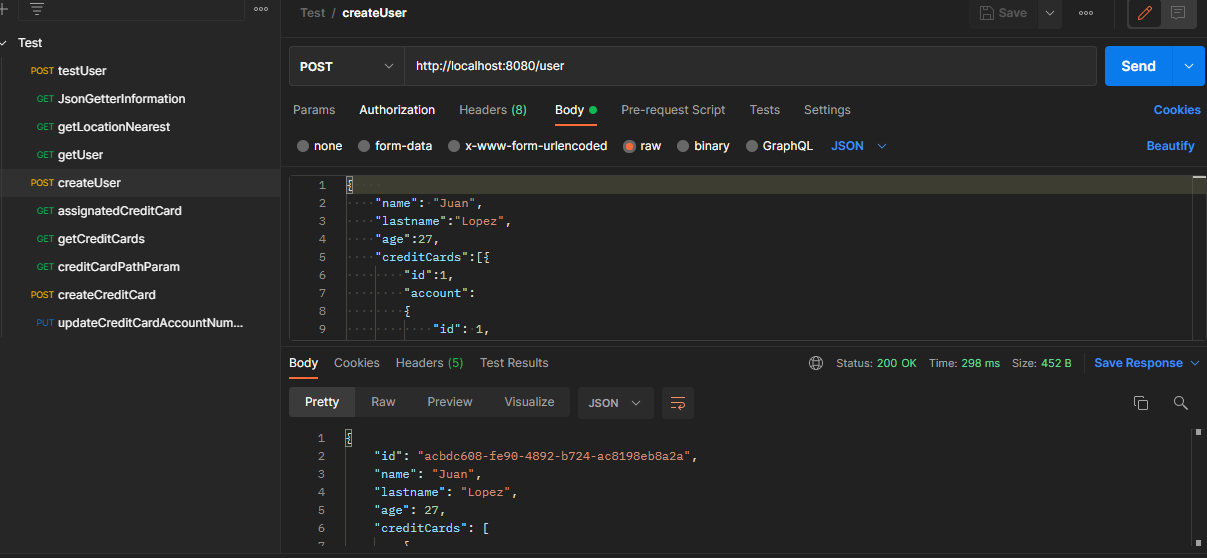 Test / createUser
Save
Test
POST testUser
GET JsonGetterInformation
GET getLocationNearest
GET getUser
POST createUser
GET assignedCreditCard
GET getCreditCards
GET creditCardPathParam
POST createCreditCard
PUT updateCreditCardAccountNum...
POST http://localhost:8080/user Send
Params Authorization Headers (8) Body Pre-request Script Tests Settings Cookies
none form-data x-www-form-urlencoded raw binary GraphQL JSON Beautify
1 {
2 "name": "Juan",
3 "lastname":"Lopez",
4 "age":27,
5 "creditCards":[{
6 "id":1,
7 "account":
8 {
9 "id": 1,
Body Cookies Headers (5) Test Results Status: 200 OK Time: 298 ms Size: 452 B Save Response
Pretty Raw Preview Visualize JSON
1 {
2 "id": "acbdc608-fe90-4892-b724-ac8198eb8a2a",
3 "name": "Juan",
4 "lastname": "Lopez",
5 "age": 27,
6 "creditCards": [
7 {